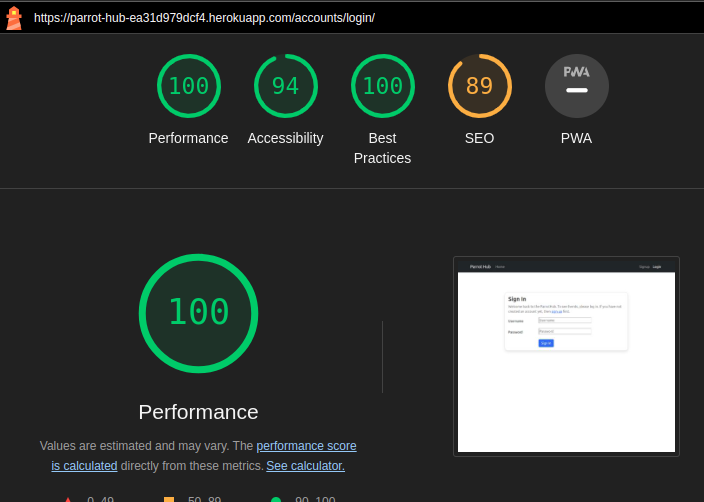 https://parrot-hub-ea31d979dcf4.herokuapp.com/accounts/login/
100
94
100
89
PWA
Performance
Accessibility
Best
Practices
SEO
PWA
100
Parrot Hub Home
Signup Login
Sign In
Username
Password
Sign In
Performance
Values are estimated and may vary. The performance score
is calculated directly from these metrics. See calculator.
0–49
50–89
90–100